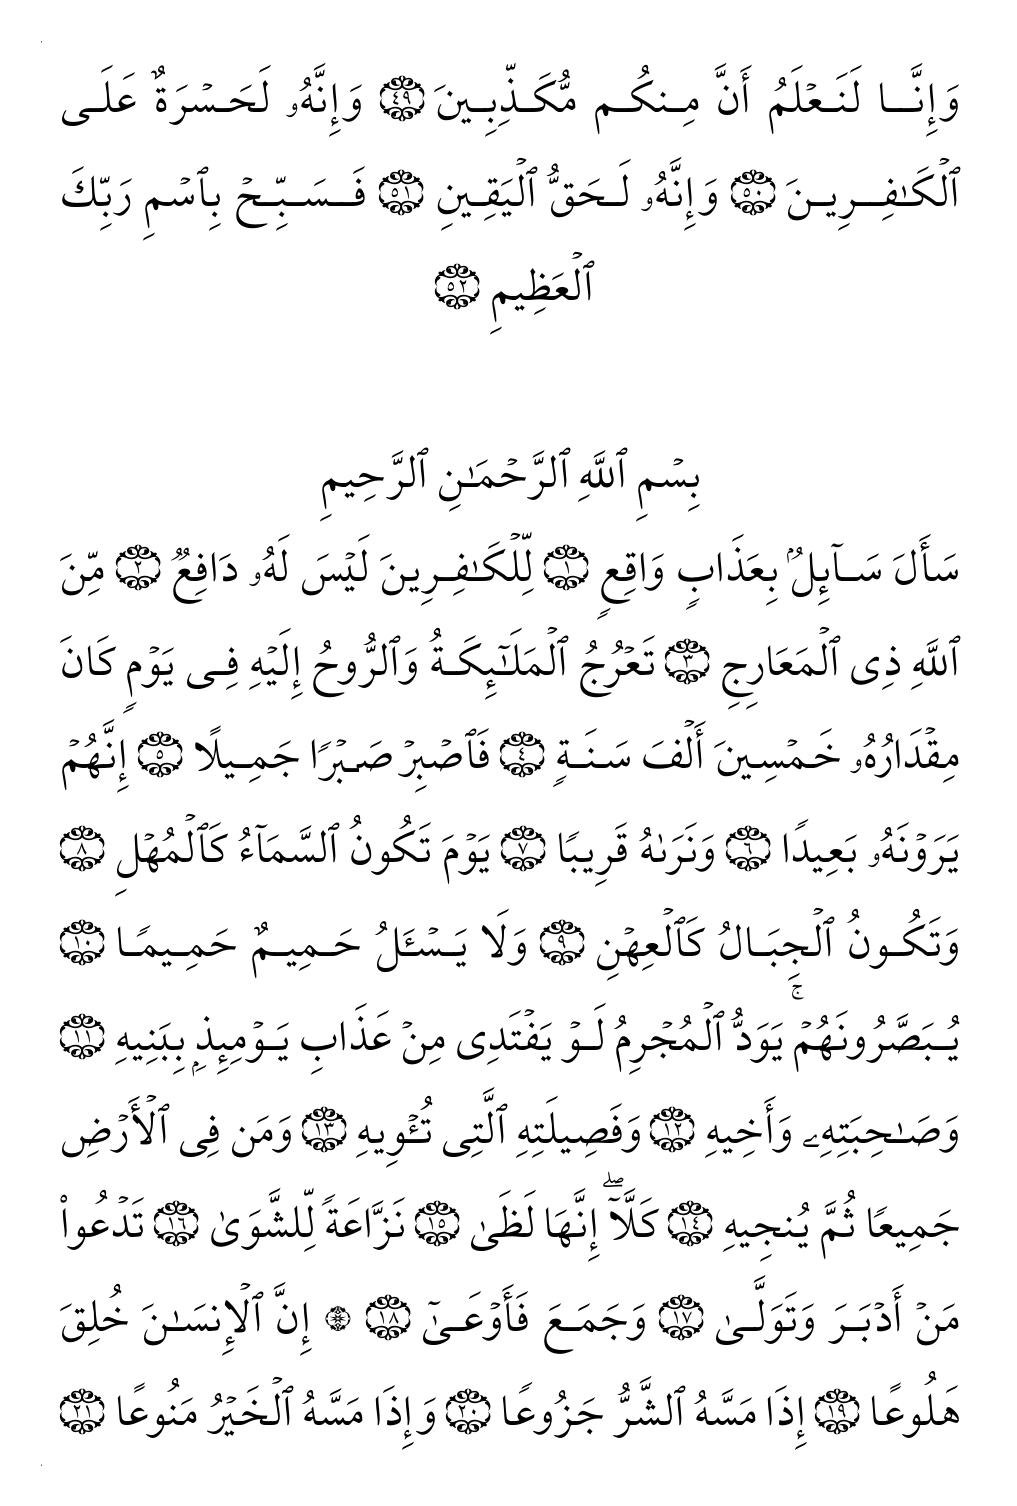 وَإِنَّا لَنَعۡلَمُ أَنَّ مِنكُم مُّكَذِّبِينَ ٤٩ وَإِنَّهُۥ لَحَسۡرَةٌ عَلَى
ٱلۡكَٰفِرِينَ ٥٠ وَإِنَّهُۥ لَحَقُّ ٱلۡيَقِينِ ٥١ فَسَبِّحۡ بِٱسۡمِ رَبِّكَ
ٱلۡعَظِيمِ ٥٢
بِسۡمِ ٱللَّهِ ٱلرَّحۡمَٰنِ ٱلرَّحِيمِ
سَأَلَ سَآئِلُۢ بِعَذَابٖ وَاقِعٖ ١ لِّلۡكَٰفِرِينَ لَيۡسَ لَهُۥ دَافِعٞ ٢ مِّنَ
ٱللَّهِ ذِي ٱلۡمَعَارِجِ ٣ تَعۡرُجُ ٱلۡمَلَٰٓئِكَةُ وَٱلرُّوحُ إِلَيۡهِ فِي يَوۡمٖ كَانَ
مِقۡدَارُهُۥ خَمۡسِينَ أَلۡفَ سَنَةٖ ٤ فَٱصۡبِرۡ صَبۡرٗا جَمِيلًا ٥ إِنَّهُمۡ
يَرَوۡنَهُۥ بَعِيدٗا ٦ وَنَرَىٰهُ قَرِيبٗا ٧ يَوۡمَ تَكُونُ ٱلسَّمَآءُ كَٱلۡمُهۡلِ ٨
وَتَكُونُ ٱلۡجِبَالُ كَٱلۡعِهۡنِ ٩ وَلَا يَسۡـَٔلُ حَمِيمٌ حَمِيمٗا ١٠
يُبَصَّرُونَهُمۡۚ يَوَدُّ ٱلۡمُجۡرِمُ لَوۡ يَفۡتَدِي مِنۡ عَذَابِ يَوۡمِئِذِۭ بِبَنِيهِ ١١
وَصَٰحِبَتِهِۦ وَأَخِيهِ ١٢ وَفَصِيلَتِهِ ٱلَّتِي تُـٔۡوِيهِ ١٣ وَمَن فِي ٱلۡأَرۡضِ
جَمِيعٗا ثُمَّ يُنجِيهِ ١٤ كَلَّآۖ إِنَّهَا لَظَىٰ ١٥ نَزَّاعَةٗ لِّلشَّوَىٰ ١٦ تَدۡعُواْ
مَنۡ أَدۡبَرَ وَتَوَلَّىٰ ١٧ وَجَمَعَ فَأَوۡعَىٰٓ ١٨ ۞ إِنَّ ٱلۡإِنسَٰنَ خُلِقَ
هَلُوعًا ١٩ إِذَا مَسَّهُ ٱلشَّرُّ جَزُوعٗا ٢٠ وَإِذَا مَسَّهُ ٱلۡخَيۡرُ مَنُوعًا ٢١